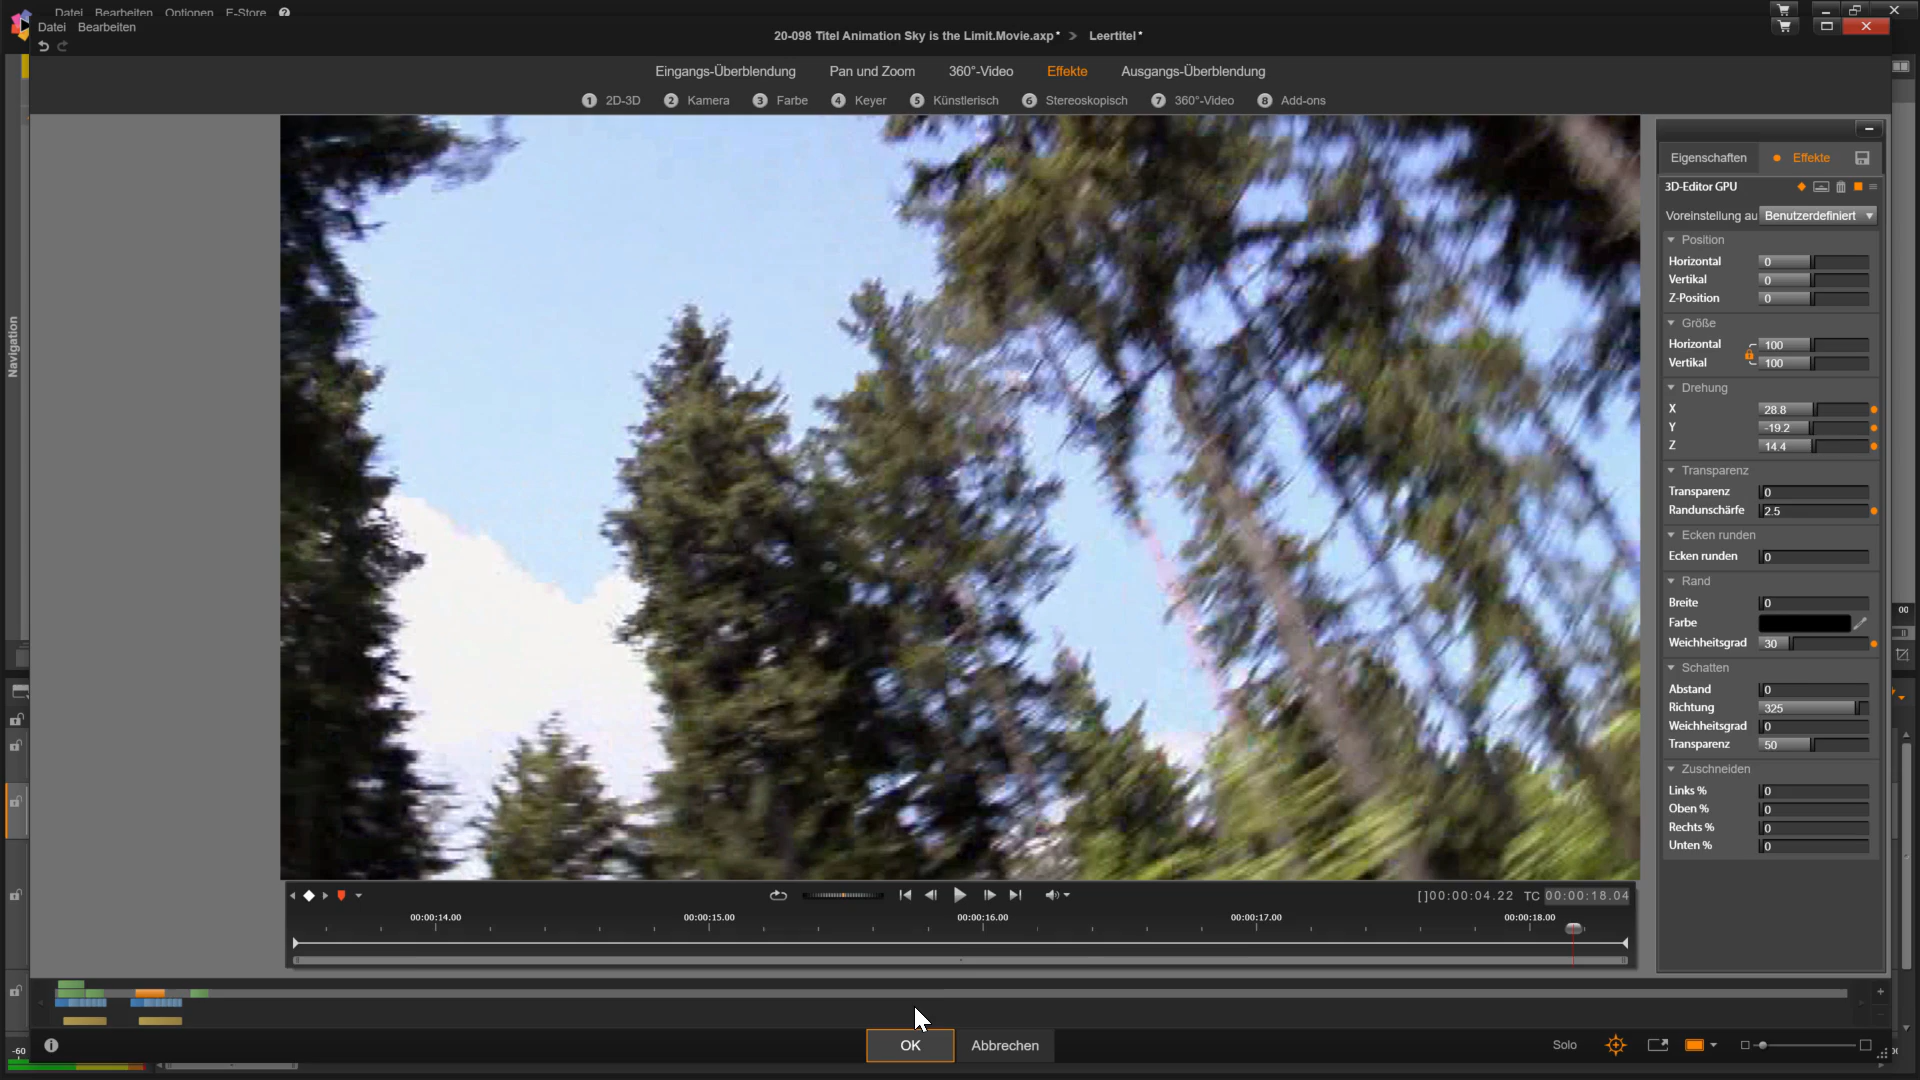 Datei Bearbeiten Optionen E-Store
Datei Bearbeiten
20-098 Titel Animation Sky is the Limit.Movie.axp* > Leertitel*
Eingangs-Überblendung Pan und Zoom 360°-Video Effekte Ausgangs-Überblendung
1 2D-3D 2 Kamera 3 Farbe 4 Keyer 5 Künstlerisch 6 Stereoskopisch 7 360°-Video 8 Add-ons
Navigation
Eigenschaften Effekte
3D-Editor GPU
Voreinstellung au Benutzerdefiniert
Position
Horizontal 0
Vertikal 0
Z-Position 0
Größe
Horizontal 100
Vertikal 100
Drehung
X 28.8
Y -19.2
Z 14.4
Transparenz
Transparenz 0
Randunschärfe 2.5
Ecken runden
Ecken runden 0
Rand
Breite 0
Farbe
Weichheitsgrad 30
Schatten
Abstand 0
Richtung 325
Weichheitsgrad 0
Transparenz 50
Zuschneiden
Links % 0
Oben % 0
Rechts % 0
Unten % 0
00
[]00:00:04.22 TC 00:00:18.04
00:00:14.00 00:00:15.00 00:00:16.00 00:00:17.00 00:00:18.00
OK Abbrechen
Solo
-60